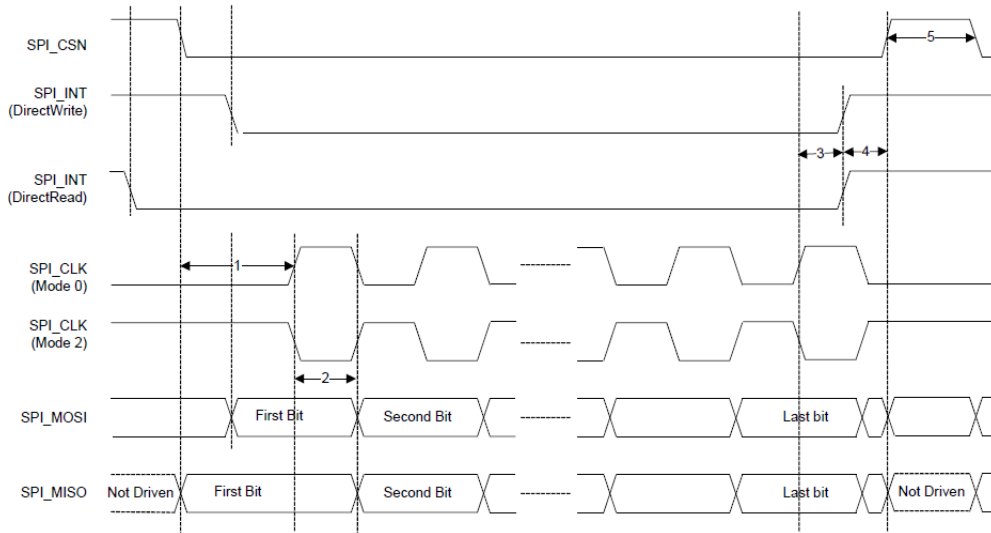 SPI_CSN
5
SPI_INT
(DirectWrite)
3
4
SPI_INT
(DirectRead)
1
SPI_CLK
(Mode 0)
SPI_CLK
(Mode 2)
2
SPI_MOSI
First Bit
Second Bit
Last bit
SPI_MISO
Not Driven
First Bit
Second Bit
Last bit
Not Driven